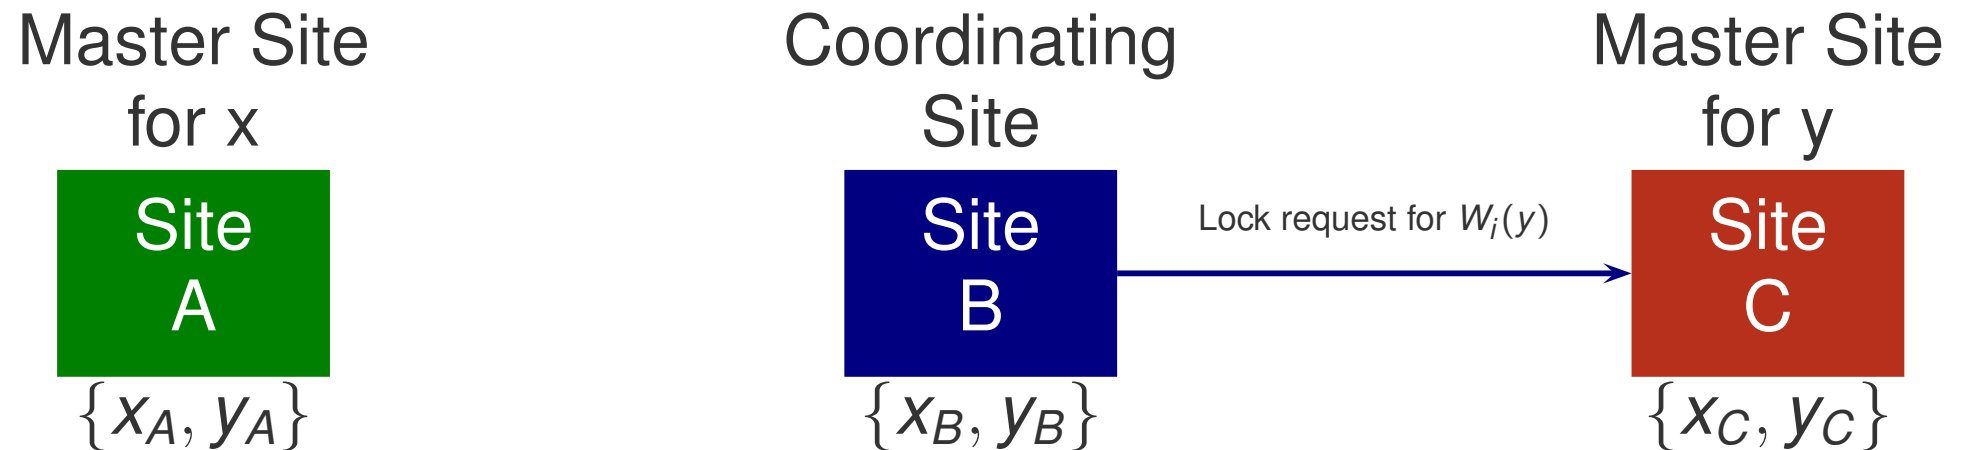 Master Site
for x
Site
A
{x_A, y_A}
Coordinating
Site
Site
B
{x_B, y_B}
Lock request for W_i(y)
Master Site
for y
Site
C
{x_C, y_C}